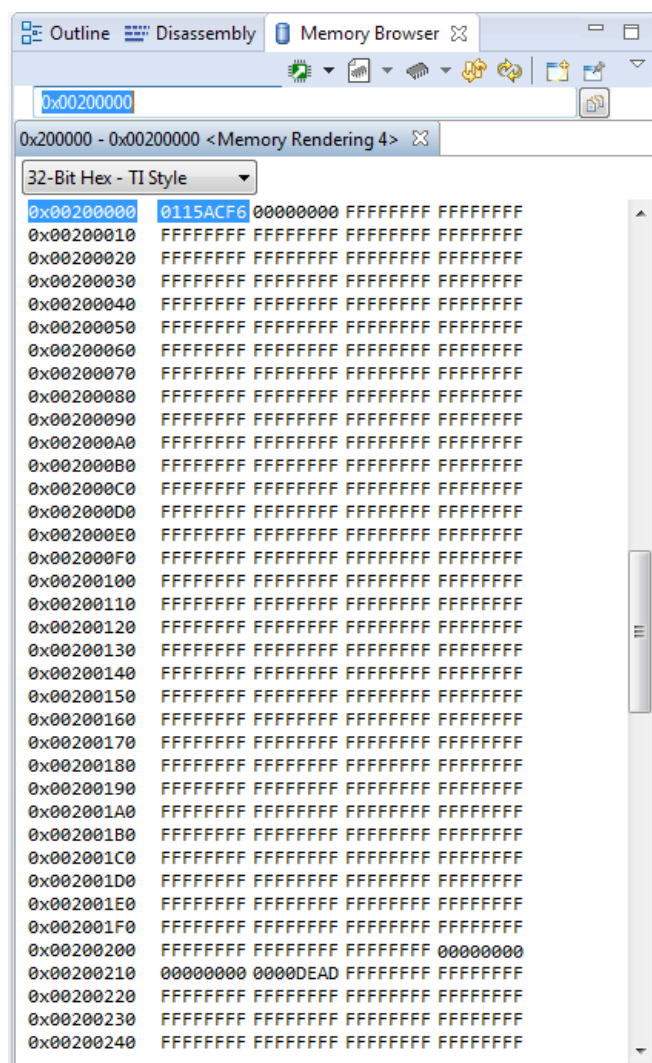 Outline Disassembly Memory Browser
0x00200000
0x200000 - 0x00200000 <Memory Rendering 4>
32-Bit Hex - TI Style
0x00200000 0115ACF6 00000000 FFFFFFFF FFFFFFFF
0x00200010 FFFFFFFF FFFFFFFF FFFFFFFF FFFFFFFF
0x00200020 FFFFFFFF FFFFFFFF FFFFFFFF FFFFFFFF
0x00200030 FFFFFFFF FFFFFFFF FFFFFFFF FFFFFFFF
0x00200040 FFFFFFFF FFFFFFFF FFFFFFFF FFFFFFFF
0x00200050 FFFFFFFF FFFFFFFF FFFFFFFF FFFFFFFF
0x00200060 FFFFFFFF FFFFFFFF FFFFFFFF FFFFFFFF
0x00200070 FFFFFFFF FFFFFFFF FFFFFFFF FFFFFFFF
0x00200080 FFFFFFFF FFFFFFFF FFFFFFFF FFFFFFFF
0x00200090 FFFFFFFF FFFFFFFF FFFFFFFF FFFFFFFF
0x002000A0 FFFFFFFF FFFFFFFF FFFFFFFF FFFFFFFF
0x002000B0 FFFFFFFF FFFFFFFF FFFFFFFF FFFFFFFF
0x002000C0 FFFFFFFF FFFFFFFF FFFFFFFF FFFFFFFF
0x002000D0 FFFFFFFF FFFFFFFF FFFFFFFF FFFFFFFF
0x002000E0 FFFFFFFF FFFFFFFF FFFFFFFF FFFFFFFF
0x002000F0 FFFFFFFF FFFFFFFF FFFFFFFF FFFFFFFF
0x00200100 FFFFFFFF FFFFFFFF FFFFFFFF FFFFFFFF
0x00200110 FFFFFFFF FFFFFFFF FFFFFFFF FFFFFFFF
0x00200120 FFFFFFFF FFFFFFFF FFFFFFFF FFFFFFFF
0x00200130 FFFFFFFF FFFFFFFF FFFFFFFF FFFFFFFF
0x00200140 FFFFFFFF FFFFFFFF FFFFFFFF FFFFFFFF
0x00200150 FFFFFFFF FFFFFFFF FFFFFFFF FFFFFFFF
0x00200160 FFFFFFFF FFFFFFFF FFFFFFFF FFFFFFFF
0x00200170 FFFFFFFF FFFFFFFF FFFFFFFF FFFFFFFF
0x00200180 FFFFFFFF FFFFFFFF FFFFFFFF FFFFFFFF
0x00200190 FFFFFFFF FFFFFFFF FFFFFFFF FFFFFFFF
0x002001A0 FFFFFFFF FFFFFFFF FFFFFFFF FFFFFFFF
0x002001B0 FFFFFFFF FFFFFFFF FFFFFFFF FFFFFFFF
0x002001C0 FFFFFFFF FFFFFFFF FFFFFFFF FFFFFFFF
0x002001D0 FFFFFFFF FFFFFFFF FFFFFFFF FFFFFFFF
0x002001E0 FFFFFFFF FFFFFFFF FFFFFFFF FFFFFFFF
0x002001F0 FFFFFFFF FFFFFFFF FFFFFFFF FFFFFFFF
0x00200200 FFFFFFFF FFFFFFFF FFFFFFFF 00000000
0x00200210 00000000 0000DEAD FFFFFFFF FFFFFFFF
0x00200220 FFFFFFFF FFFFFFFF FFFFFFFF FFFFFFFF
0x00200230 FFFFFFFF FFFFFFFF FFFFFFFF FFFFFFFF
0x00200240 FFFFFFFF FFFFFFFF FFFFFFFF FFFFFFFF